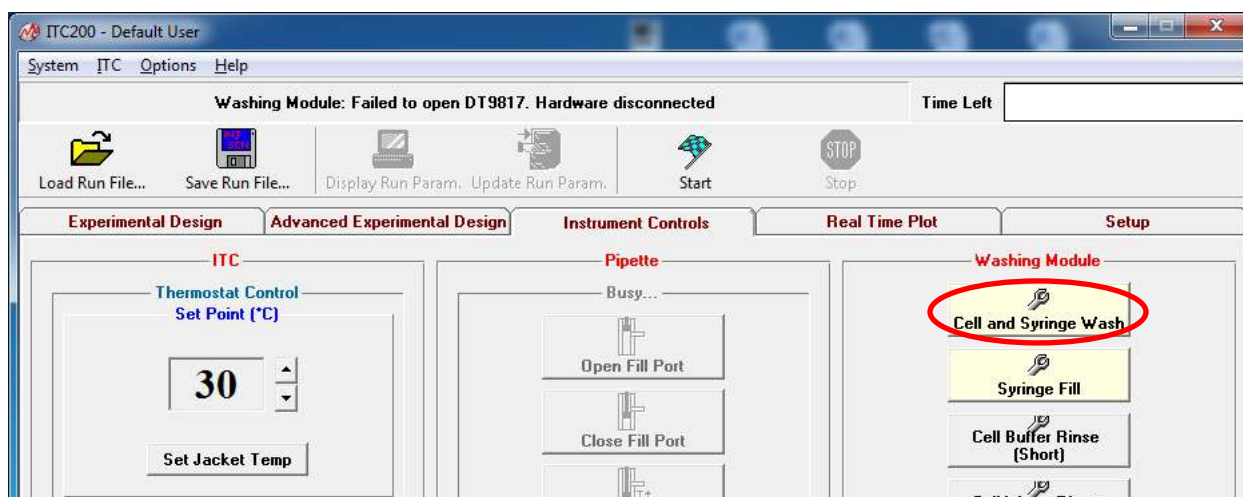 ITC200 - Default User
System ITC Options Help
Washing Module: Failed to open DT9817. Hardware disconnected
Time Left
Load Run File...
Save Run File...
Display Run Param.
Update Run Param.
Start
STOP
Stop
Experimental Design
Advanced Experimental Design
Instrument Controls
Real Time Plot
Setup
ITC
Thermostat Control
Set Point (°C)
30
Set Jacket Temp
Pipette
Busy...
Open Fill Port
Close Fill Port
Washing Module
Cell and Syringe Wash
Syringe Fill
Cell Buffer Rinse
(Short)